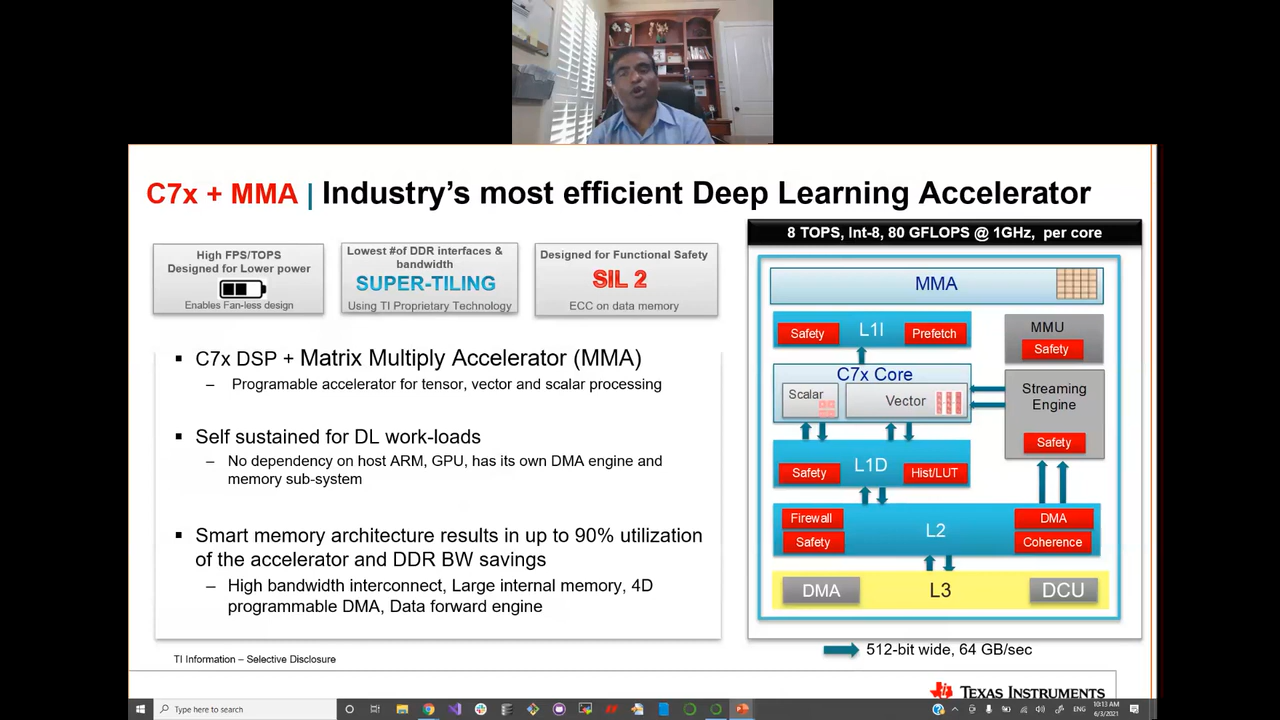 C7x + MMA | Industry's most efficient Deep Learning Accelerator
High FPS/TOPS
Designed for Lower power
Enables Fan-less design
Lowest #of DDR interfaces &
bandwidth
SUPER-TILING
Using TI Proprietary Technology
Designed for Functional Safety
SIL 2
ECC on data memory
▪ C7x DSP + Matrix Multiply Accelerator (MMA)
– Programable accelerator for tensor, vector and scalar processing
▪ Self sustained for DL work-loads
– No dependency on host ARM, GPU, has its own DMA engine and
memory sub-system
▪ Smart memory architecture results in up to 90% utilization
of the accelerator and DDR BW savings
– High bandwidth interconnect, Large internal memory, 4D
programmable DMA, Data forward engine
8 TOPS, Int-8, 80 GFLOPS @ 1GHz, per core
MMA
Safety
L1I
Prefetch
MMU
Safety
C7x Core
Scalar
Vector
Streaming
Engine
Safety
Safety
L1D
Hist/LUT
Firewall
Safety
L2
DMA
Coherence
DMA
L3
DCU
512-bit wide, 64 GB/sec
TI Information – Selective Disclosure
TEXAS INSTRUMENTS
Type here to search
ENG
10:13 AM
6/3/2021